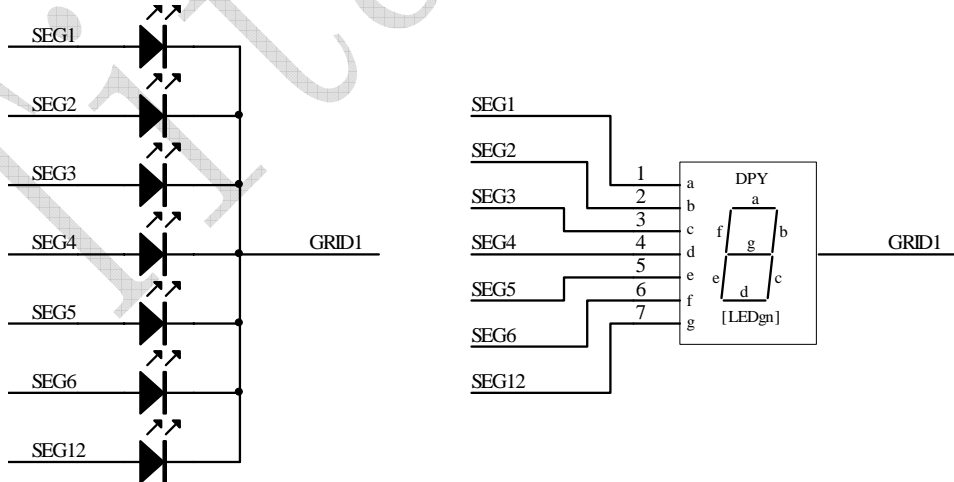 SEG1
SEG2
SEG3
SEG4
SEG5
SEG6
SEG12
GRID1
SEG1
SEG2
SEG3
SEG4
SEG5
SEG6
SEG12
1
2
3
4
5
6
7
a
b
c
d
e
f
g
DPY
a
f
b
g
e
c
d
[LEDgn]
GRID1